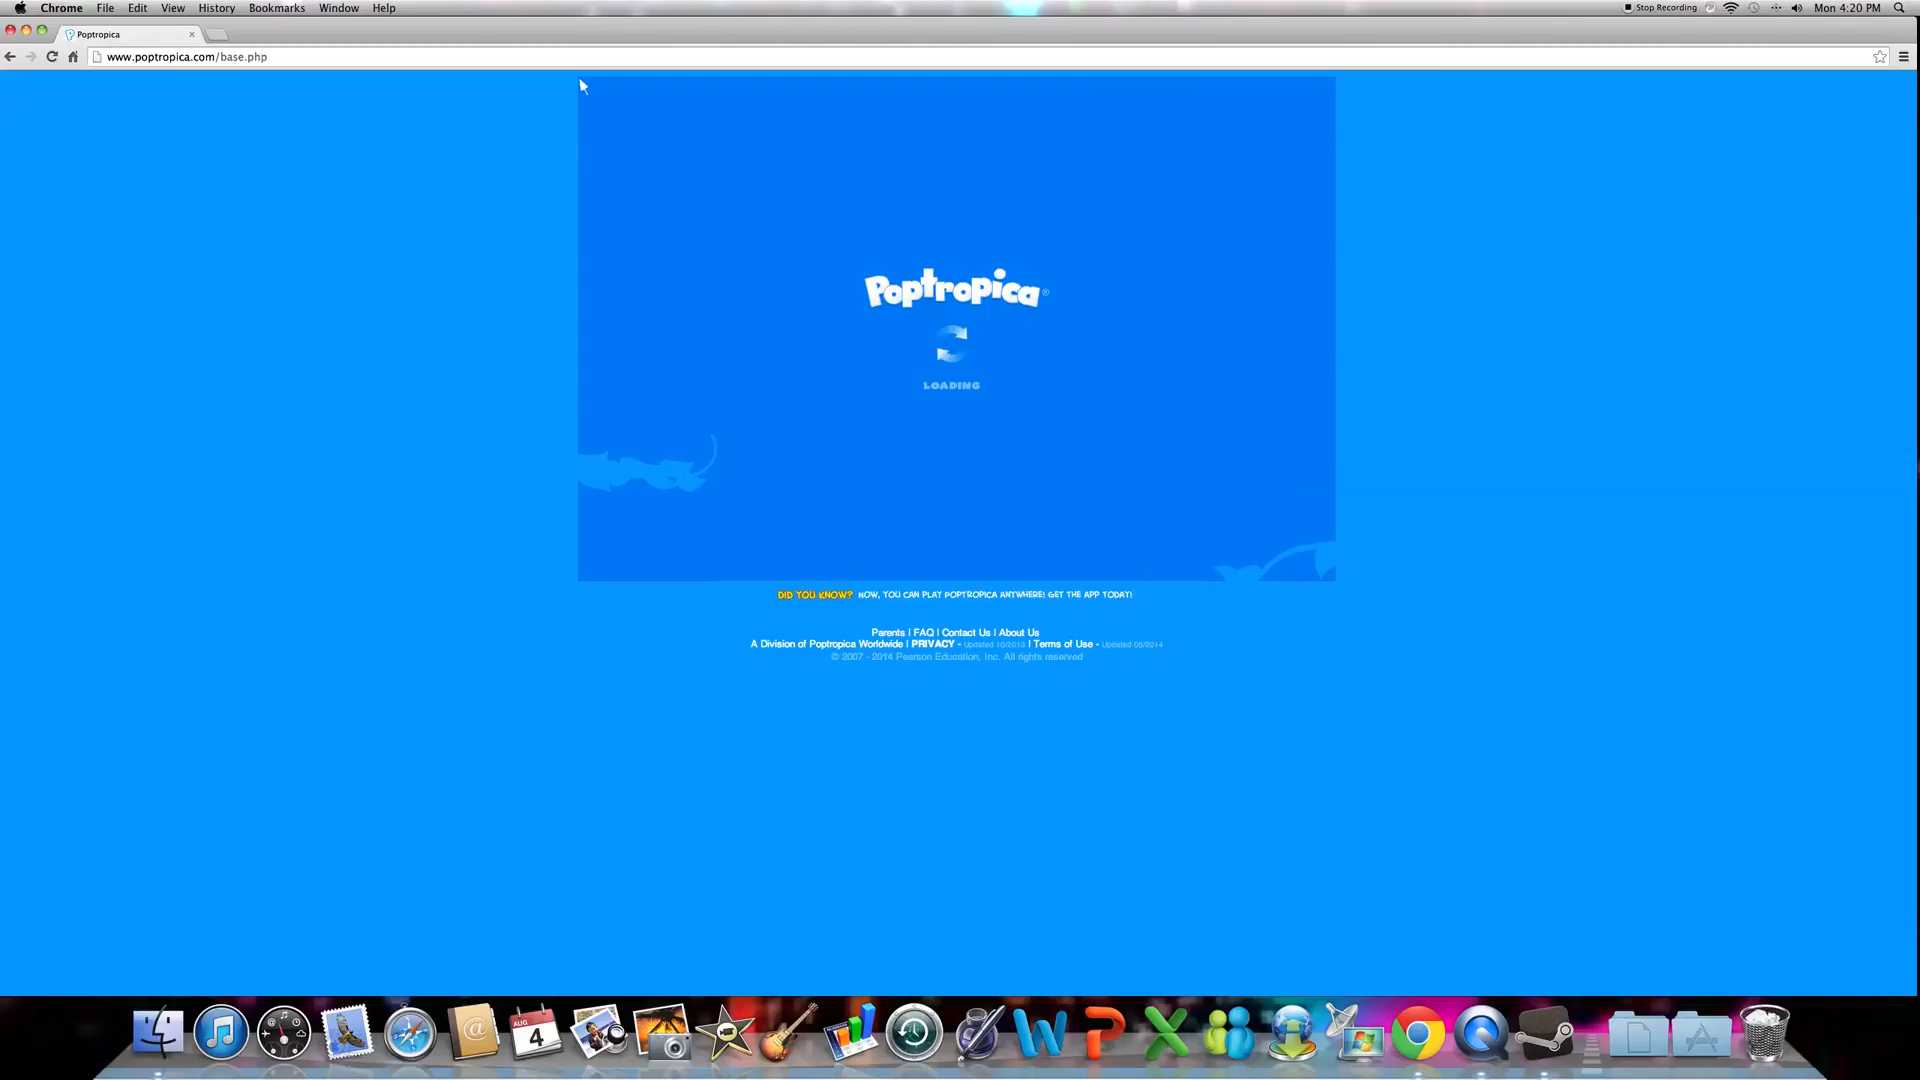 Chrome File Edit View History Bookmarks Window Help Stop Recording Mon 4:20 PM
Poptropica
www.poptropica.com/base.php
Poptropica®
LOADING
DID YOU KNOW? NOW, YOU CAN PLAY POPTROPICA ANYWHERE! GET THE APP TODAY!
Parents | FAQ | Contact Us | About Us
A Division of Poptropica Worldwide | PRIVACY - Updated 10/2013 | Terms of Use - Updated 05/2014
© 2007 - 2014 Pearson Education, Inc. All rights reserved
AUG
4